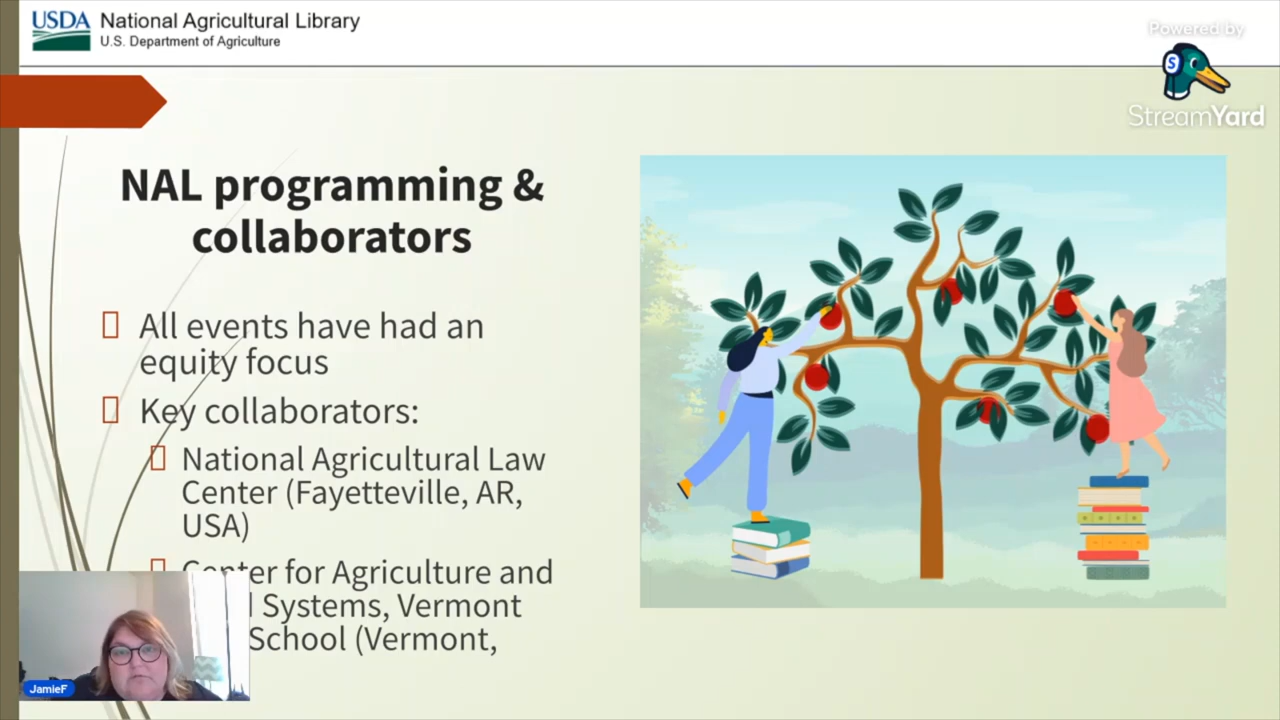 USDA National Agricultural Library
U.S. Department of Agriculture
Powered by
S
StreamYard
NAL programming &
collaborators
All events have had an
equity focus
Key collaborators:
National Agricultural Law
Center (Fayetteville, AR,
USA)
Center for Agriculture and
Systems, Vermont
School (Vermont,
JamieF